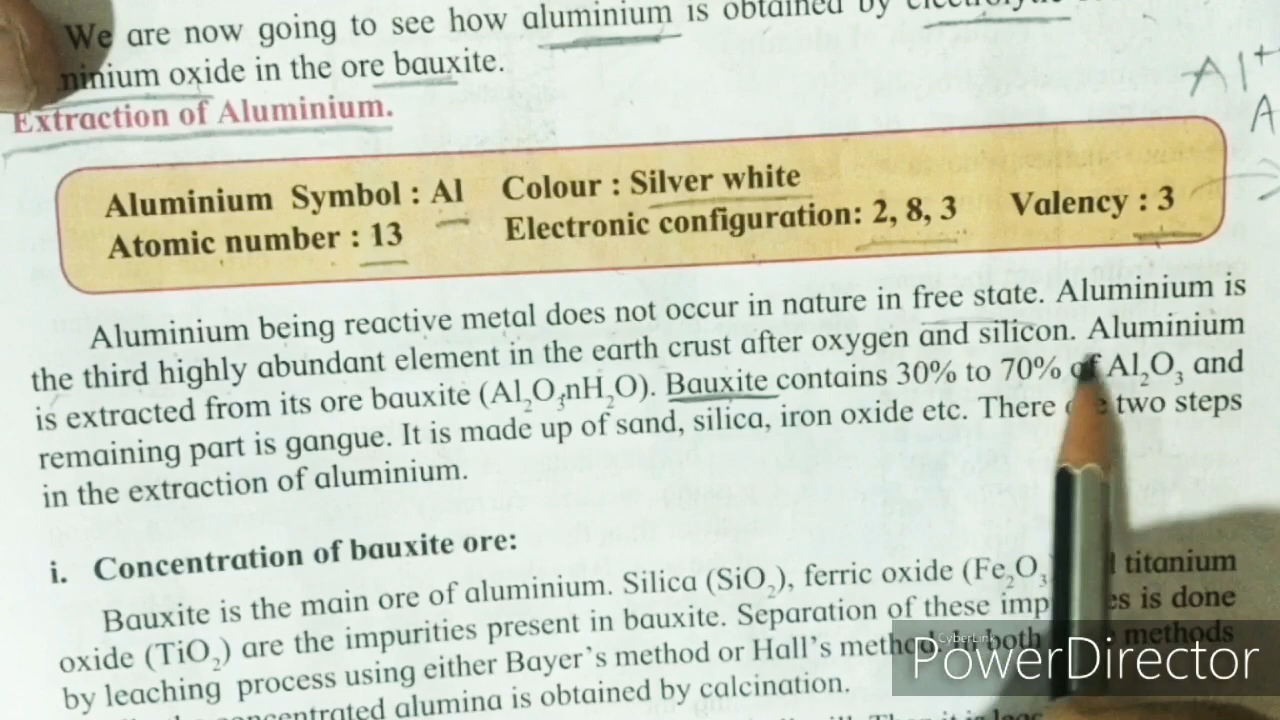 We are now going to see how aluminium is obtained by
minium oxide in the ore bauxite.
Extraction of Aluminium.
Al+
A
Aluminium Symbol : Al Colour : Silver white
Atomic number : 13 Electronic configuration: 2, 8, 3 Valency : 3
Aluminium being reactive metal does not occur in nature in free state. Aluminium is
the third highly abundant element in the earth crust after oxygen and silicon. Aluminium
is extracted from its ore bauxite (Al₂O₃nH₂O). Bauxite contains 30% to 70% of Al₂O₃ and
remaining part is gangue. It is made up of sand, silica, iron oxide etc. There are two steps
in the extraction of aluminium.
i. Concentration of bauxite ore:
Bauxite is the main ore of aluminium. Silica (SiO₂), ferric oxide (Fe₂O₃) titanium
oxide (TiO₂) are the impurities present in bauxite. Separation of these imp es is done
by leaching process using either Bayer's method or Hall's method. In both methods
concentrated alumina is obtained by calcination.
CyberLink
PowerDirector